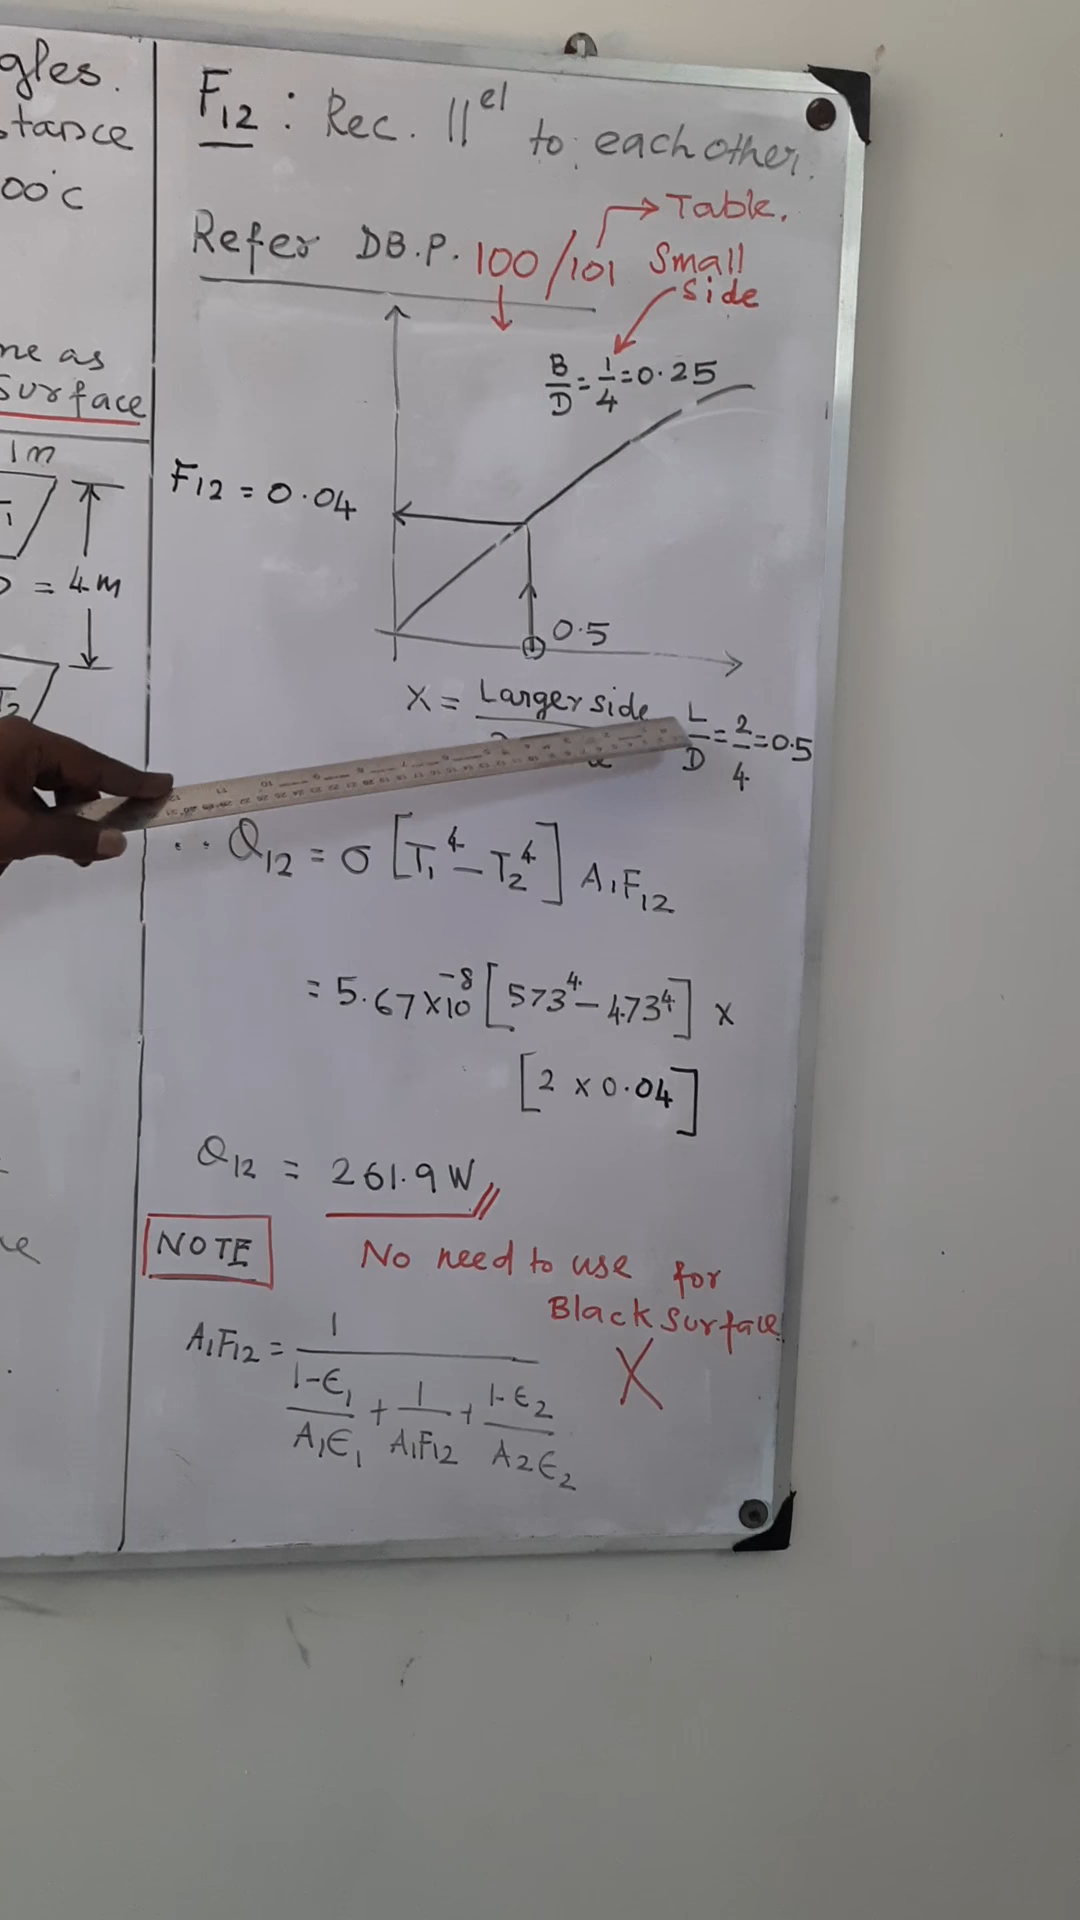 gles.
tance
00°C
me as
Surface
1m
= 4m
F12 : Rec. ||el to each other.
Refer DB.P. 100/101 → Table.
Small side
B/D = 1/4 = 0.25
F12 = 0.04
0.5
X = Larger side
L/D = 2/4 = 0.5
Q12 = σ [T1⁴ - T2⁴] A1F12
= 5.67×10⁻⁸ [573⁴ - 473⁴] ×
[2 × 0.04]
Q12 = 261.9 W
NOTE No need to use for
Black surface
A1F12 = 1 / (1-ϵ1/A1ϵ1 + 1/A1F12 + 1-ϵ2/A2ϵ2) X